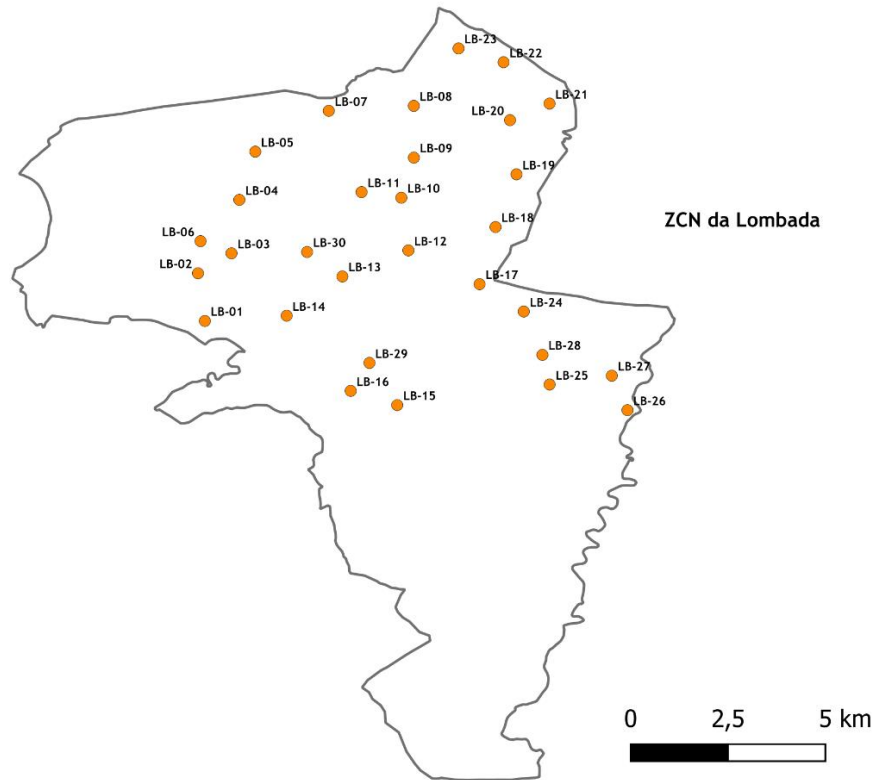 LB-23
LB-22
LB-07
LB-08
LB-21
LB-20
LB-05
LB-09
LB-19
LB-04
LB-11
LB-10
LB-18
ZCN da Lombada
LB-06
LB-03
LB-30
LB-12
LB-02
LB-13
LB-17
LB-24
LB-01
LB-14
LB-28
LB-29
LB-27
LB-25
LB-16
LB-15
LB-26
0 2,5 5 km